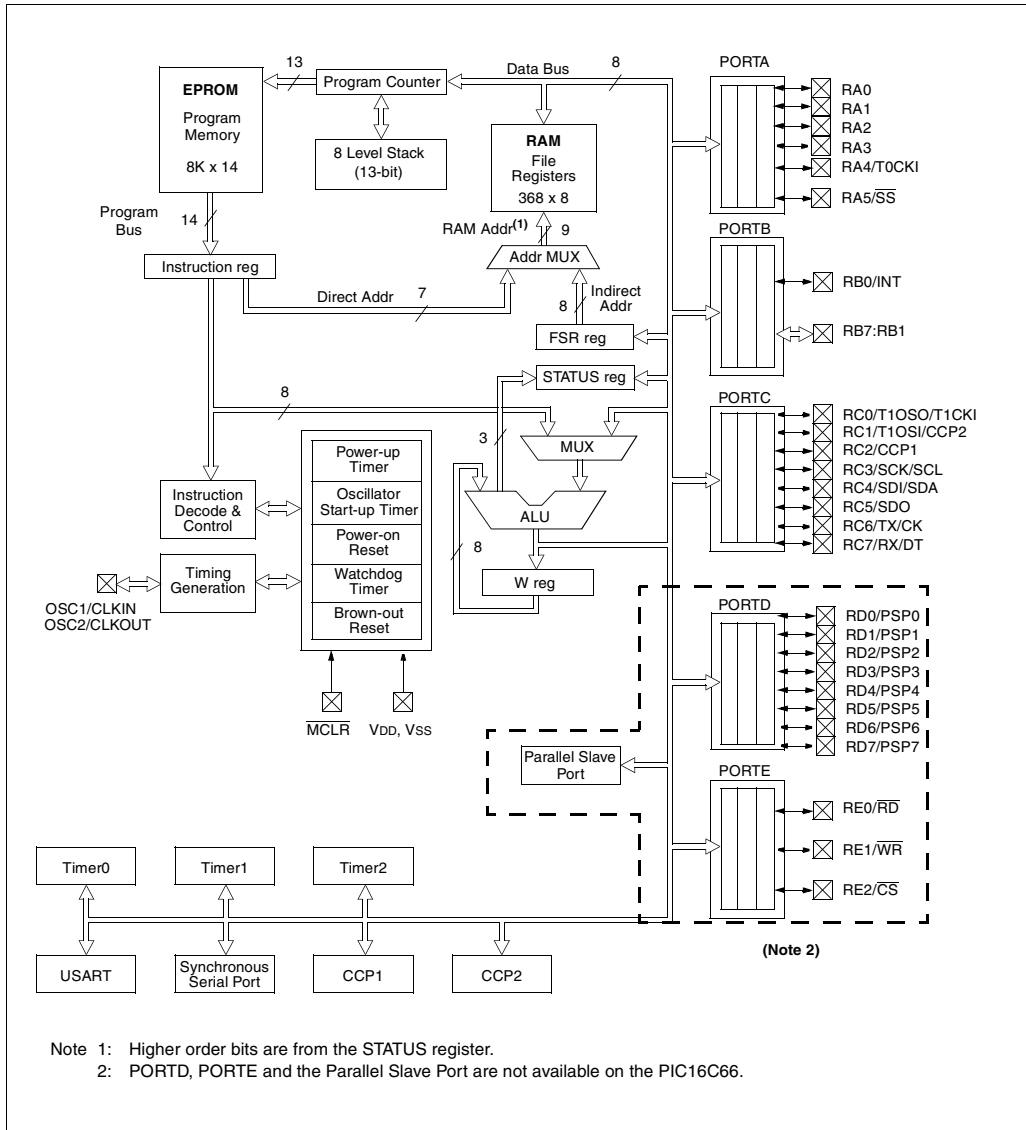 EPROM
Program
Memory
8K x 14
13
Program Counter
Data Bus
8
8 Level Stack
(13-bit)
RAM
File
Registers
368 x 8
Program
Bus
14
RAM Addr(1)
9
Addr MUX
Instruction reg
Direct Addr
7
8
Indirect
Addr
FSR reg
STATUS reg
8
3
MUX
ALU
8
W reg
Power-up
Timer
Oscillator
Start-up Timer
Power-on
Reset
Watchdog
Timer
Brown-out
Reset
Instruction
Decode &
Control
Timing
Generation
OSC1/CLKIN
OSC2/CLKOUT
MCLR
VDD, VSS
PORTA
RA0
RA1
RA2
RA3
RA4/T0CKI
RA5/SS
PORTB
RB0/INT
RB7:RB1
PORTC
RC0/T1OSO/T1CKI
RC1/T1OSI/CCP2
RC2/CCP1
RC3/SCK/SCL
RC4/SDI/SDA
RC5/SDO
RC6/TX/CK
RC7/RX/DT
PORTD
RD0/PSP0
RD1/PSP1
RD2/PSP2
RD3/PSP3
RD4/PSP4
RD5/PSP5
RD6/PSP6
RD7/PSP7
Parallel Slave
Port
PORTE
RE0/RD
RE1/WR
RE2/CS
(Note 2)
Timer0
Timer1
Timer2
USART
Synchronous
Serial Port
CCP1
CCP2
Note 1: Higher order bits are from the STATUS register.
2: PORTD, PORTE and the Parallel Slave Port are not available on the PIC16C66.